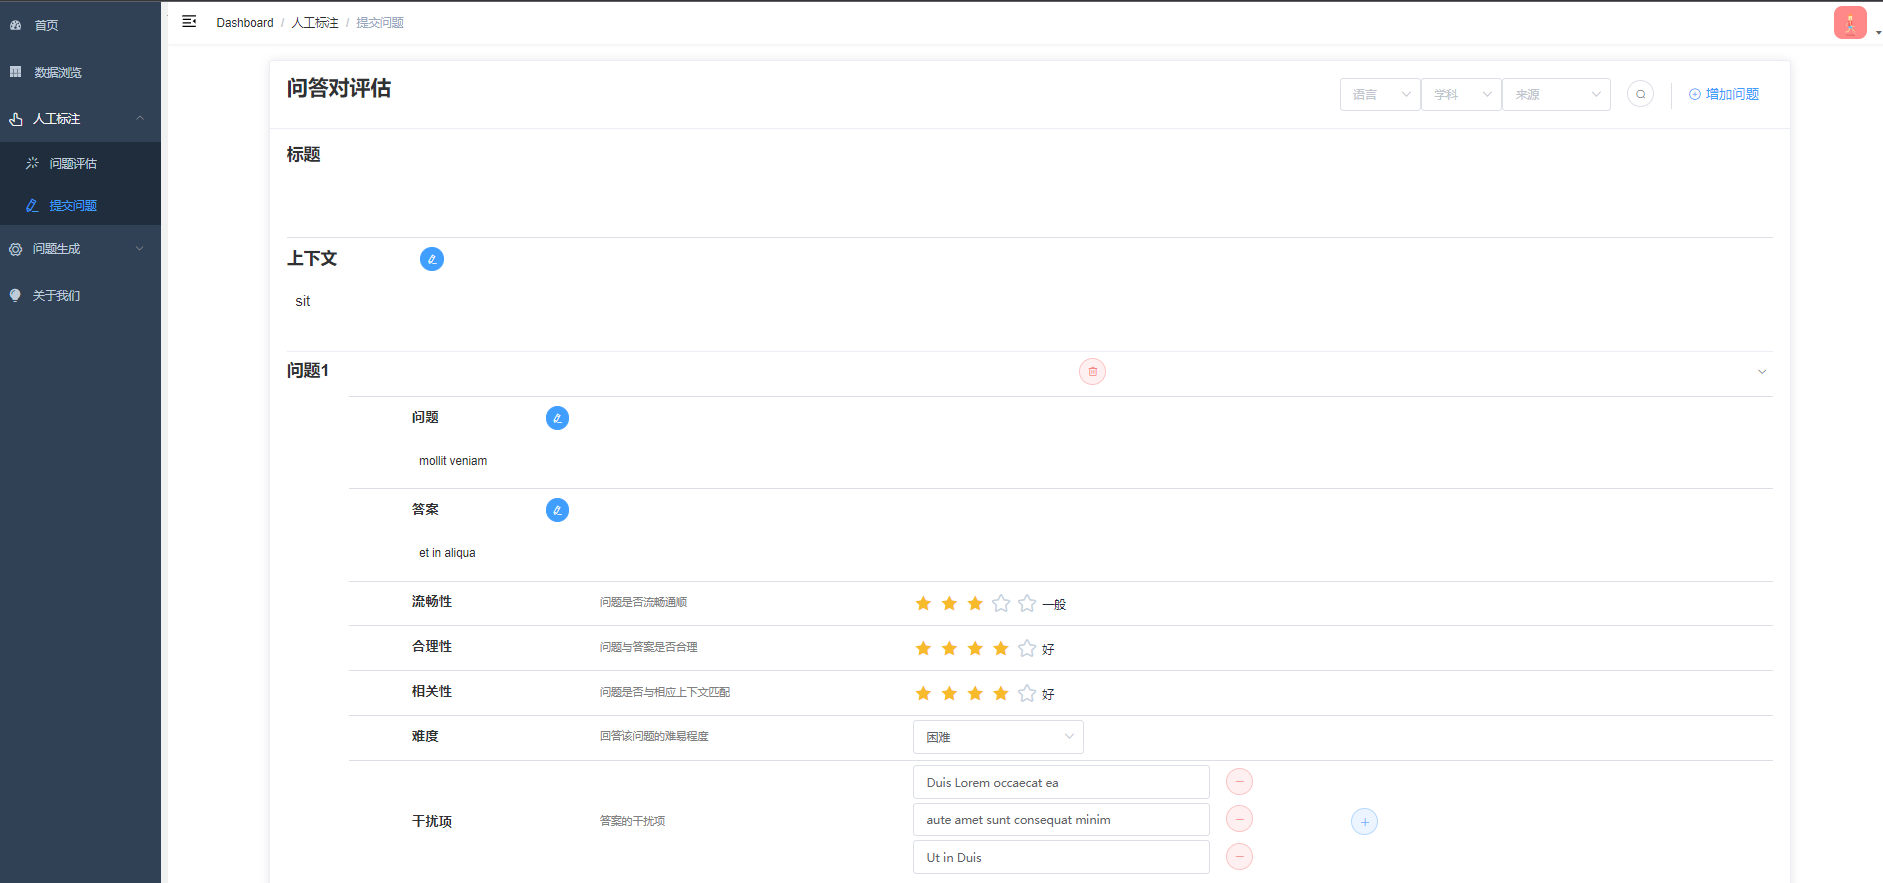 首页
数据浏览
人工标注
问题评估
提交问题
问题生成
关于我们
Dashboard / 人工标注 / 提交问题
问答对评估
语言 学科 来源 增加问题
标题
上下文
sit
问题1
问题
mollit veniam
答案
et in aliqua
流畅性 问题是否流畅通顺 一般
合理性 问题与答案是否合理 好
相关性 问题是否与相应上下文匹配 好
难度 回答该问题的难易程度 困难
Duis Lorem occaecat ea
干扰项 答案的干扰项 aute amet sunt consequat minim
Ut in Duis